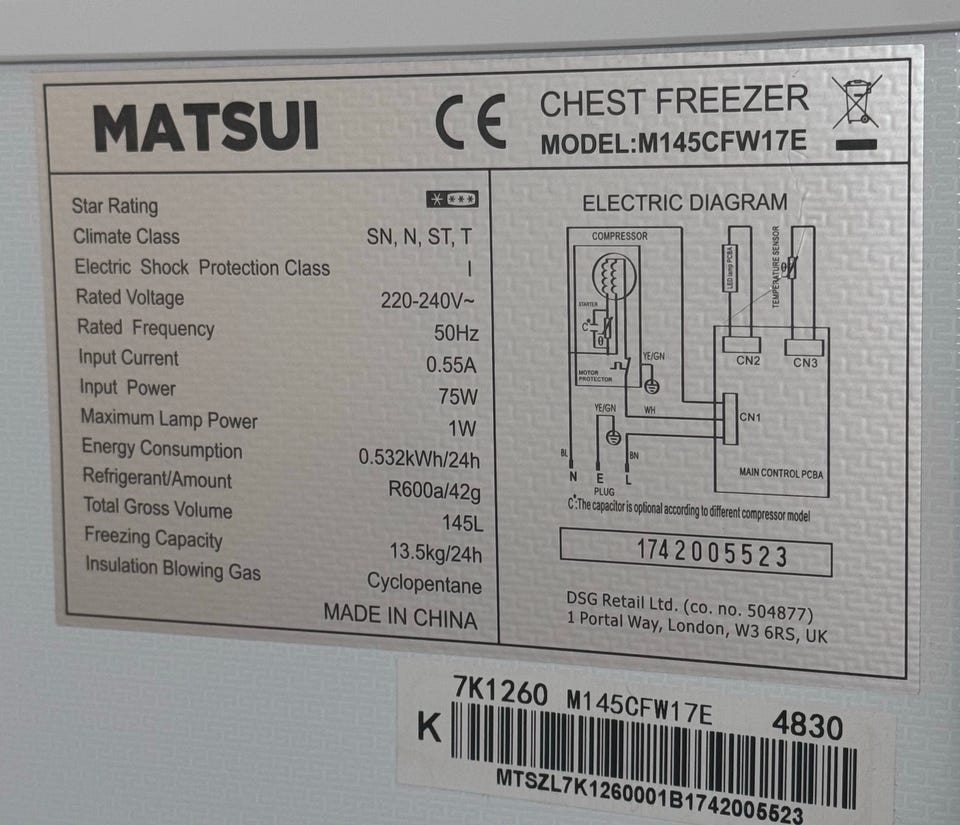 MATSUI
CE
CHEST FREEZER
MODEL:M145CFW17E
Star Rating
Climate Class SN, N, ST, T
Electric Shock Protection Class I
Rated Voltage 220-240V~
Rated Frequency 50Hz
Input Current 0.55A
Input Power 75W
Maximum Lamp Power 1W
Energy Consumption 0.532kWh/24h
Refrigerant/Amount R600a/42g
Total Gross Volume 145L
Freezing Capacity 13.5kg/24h
Insulation Blowing Gas Cyclopentane
MADE IN CHINA
ELECTRIC DIAGRAM
COMPRESSOR
STARTER
C*
θ
MOTOR
PROTECTOR
YE/GN
LED lamp PCBA
TEMPERATURE SENSOR
θ
CN2
CN3
YE/GN
WH
CN1
BL
BN
MAIN CONTROL PCBA
N E L
PLUG
C*:The capacitor is optional according to different compressor model
1742005523
DSG Retail Ltd. (co. no. 504877)
1 Portal Way, London, W3 6RS, UK
7K1260 M145CFW17E 4830
K
MTSZL7K1260001B1742005523